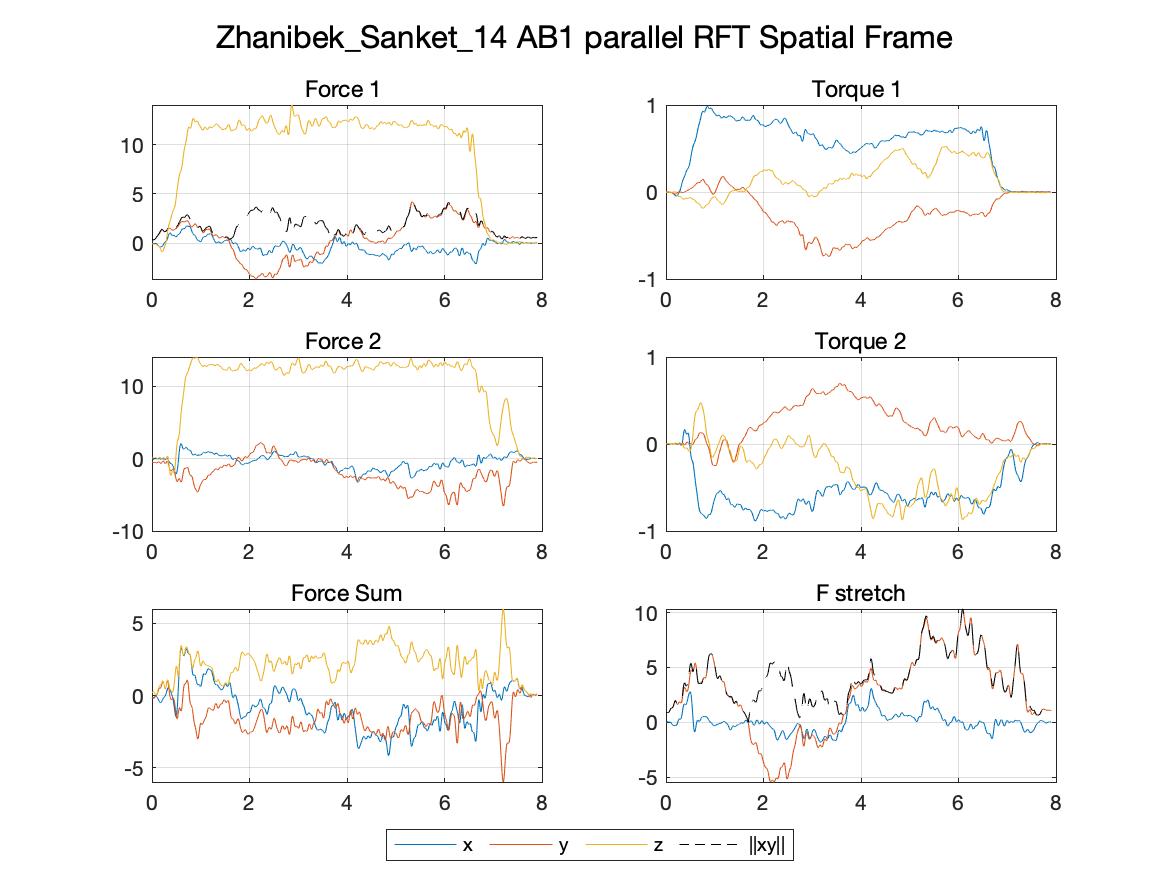 Zhanibek_Sanket_14 AB1 parallel RFT Spatial Frame
Force 1
10
5
0
0 2 4 6 8
Torque 1
1
0
-1
0 2 4 6 8
Force 2
10
0
-10
0 2 4 6 8
Torque 2
1
0
-1
0 2 4 6 8
Force Sum
5
0
-5
0 2 4 6 8
F stretch
10
5
0
-5
0 2 4 6 8
x y z ||xy||